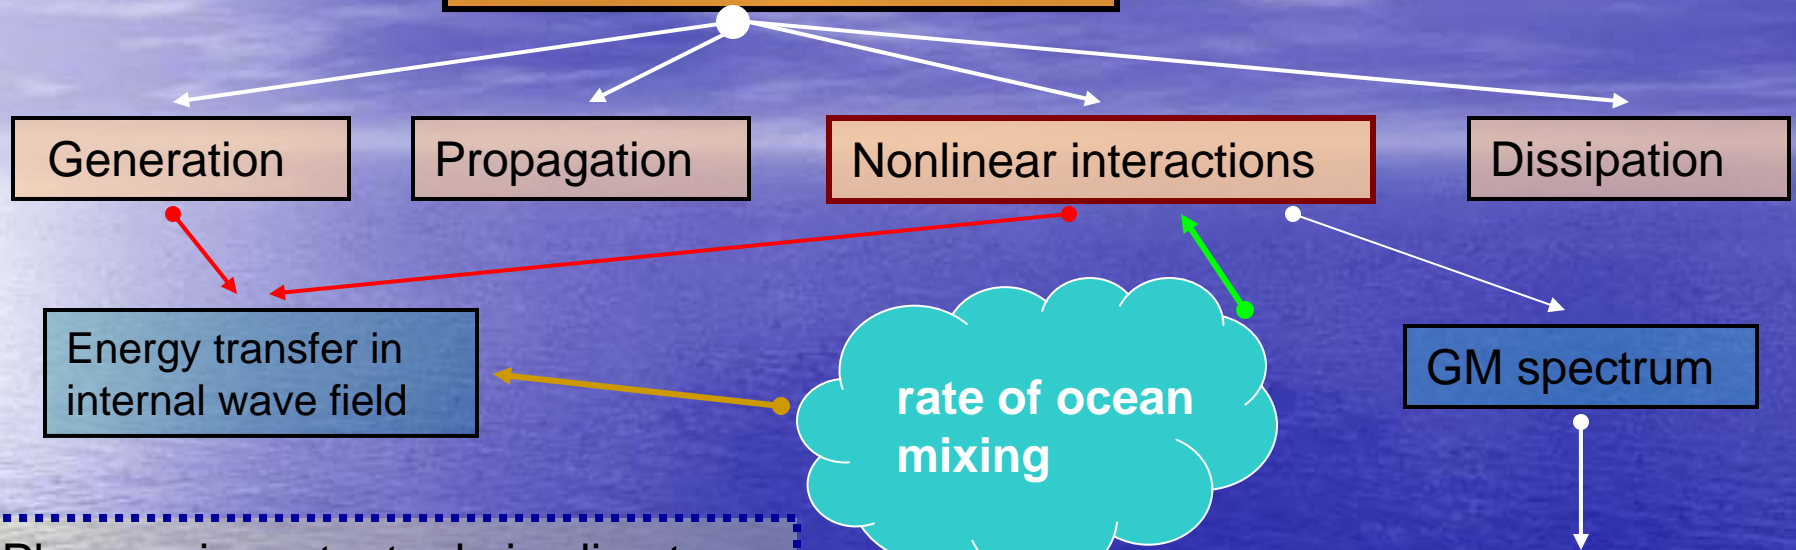 Generation
Propagation
Nonlinear interactions
Dissipation
Energy transfer in
internal wave field
rate of ocean
mixing
GM spectrum